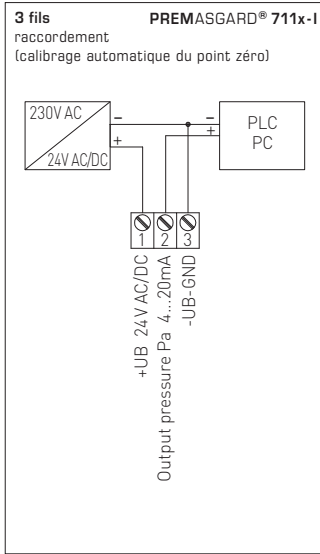 3 fils PREMASGARD® 711x-I
raccordement
(calibrage automatique du point zéro)
230V AC
24V AC/DC
–
+
–
+
PLC
PC
1 2 3
+UB 24V AC/DC
Output pressure Pa 4...20mA
-UB-GND